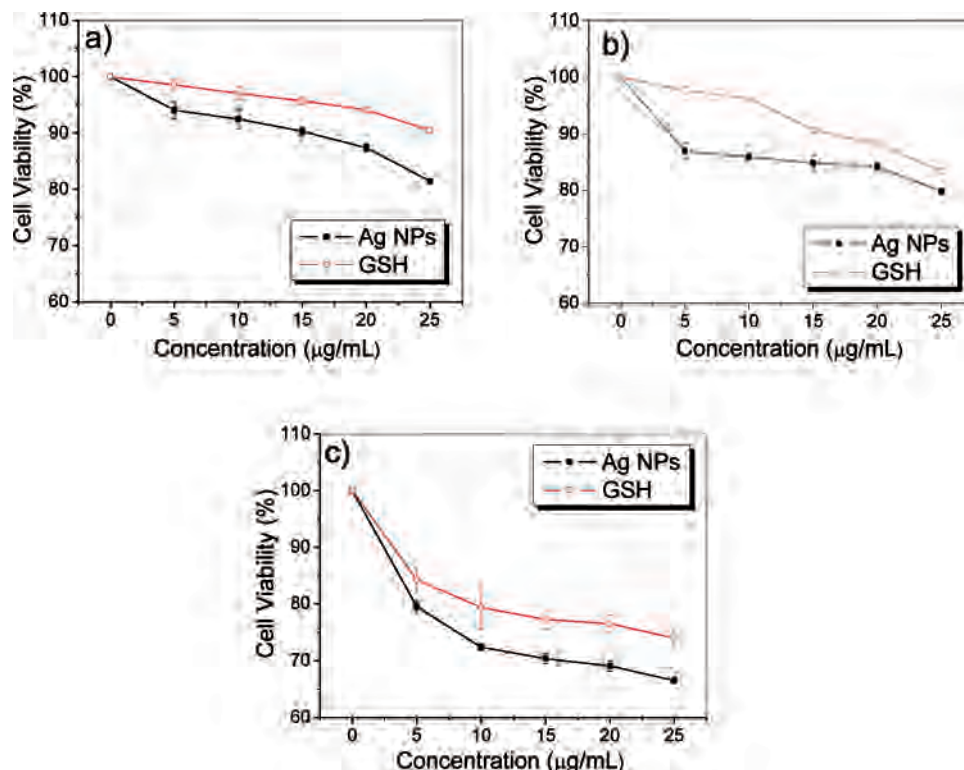 a)
Cell Viability (%)
110
100
90
80
70
60
Ag NPs
GSH
0 5 10 15 20 25
Concentration (μg/mL)
b)
Cell Viability (%)
110
100
90
80
70
60
Ag NPs
GSH
0 5 10 15 20 25
Concentration (μg/mL)
c)
Cell Viability (%)
110
100
90
80
70
60
Ag NPs
GSH
0 5 10 15 20 25
Concentration (μg/mL)